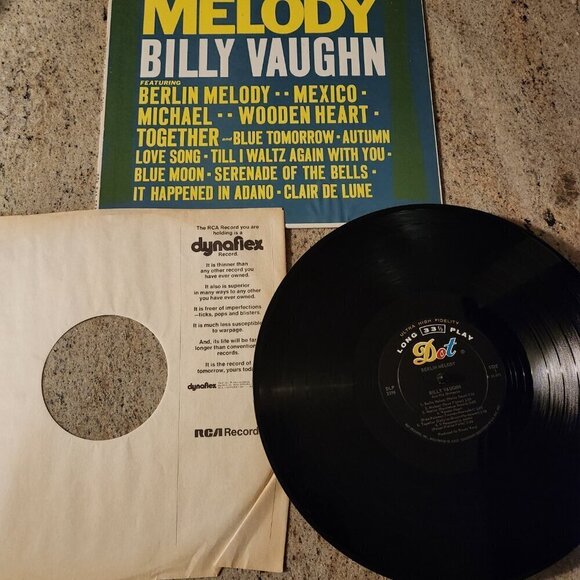 MELODY
BILLY VAUGHN
FEATURING
BERLIN MELODY • • MEXICO •
MICHAEL • • WOODEN HEART •
TOGETHER AND BLUE TOMORROW • AUTUMN
LOVE SONG • TILL I WALTZ AGAIN WITH YOU •
BLUE MOON • SERENADE OF THE BELLS •
IT HAPPENED IN ADANO • CLAIR DE LUNE
The RCA Record you are
holding is a
dynaflex
Record.
It is thinner than
any other record you
have ever owned.
It also is superior
in many ways to any other
you have ever owned.
It is freer of imperfections
—ticks, pops and blisters.
It is much less susceptible
to warpage.
And, its life will be far
longer than convention
records.
It is the record of
tomorrow, yours today
dynaflex
RCA Record
ULTRA HIGH FIDELITY
LONG 33⅓ PLAY
Dot
BERLIN MELODY
DLP
BILLY VAUGHN